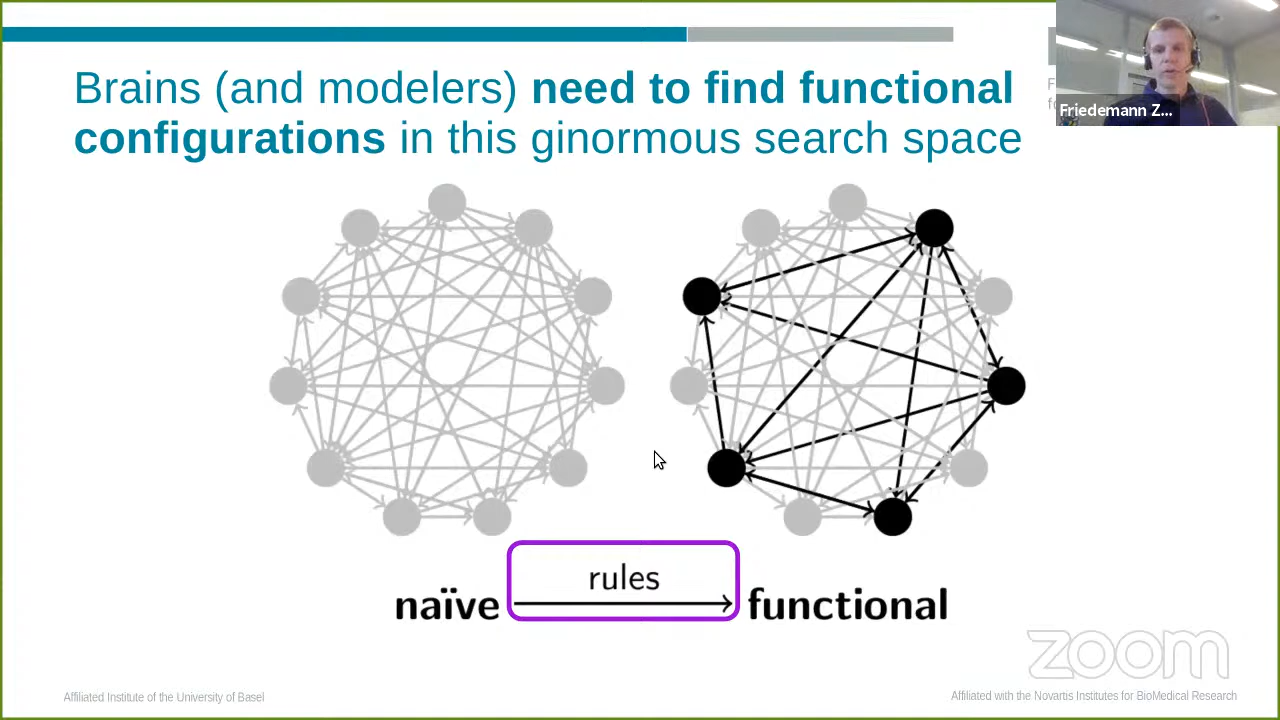 Brains (and modelers) need to find functional
configurations in this ginormous search space
Friedemann Z...
rules
naïve
functional
zoom
Affiliated Institute of the University of Basel
Affiliated with the Novartis Institutes for BioMedical Research